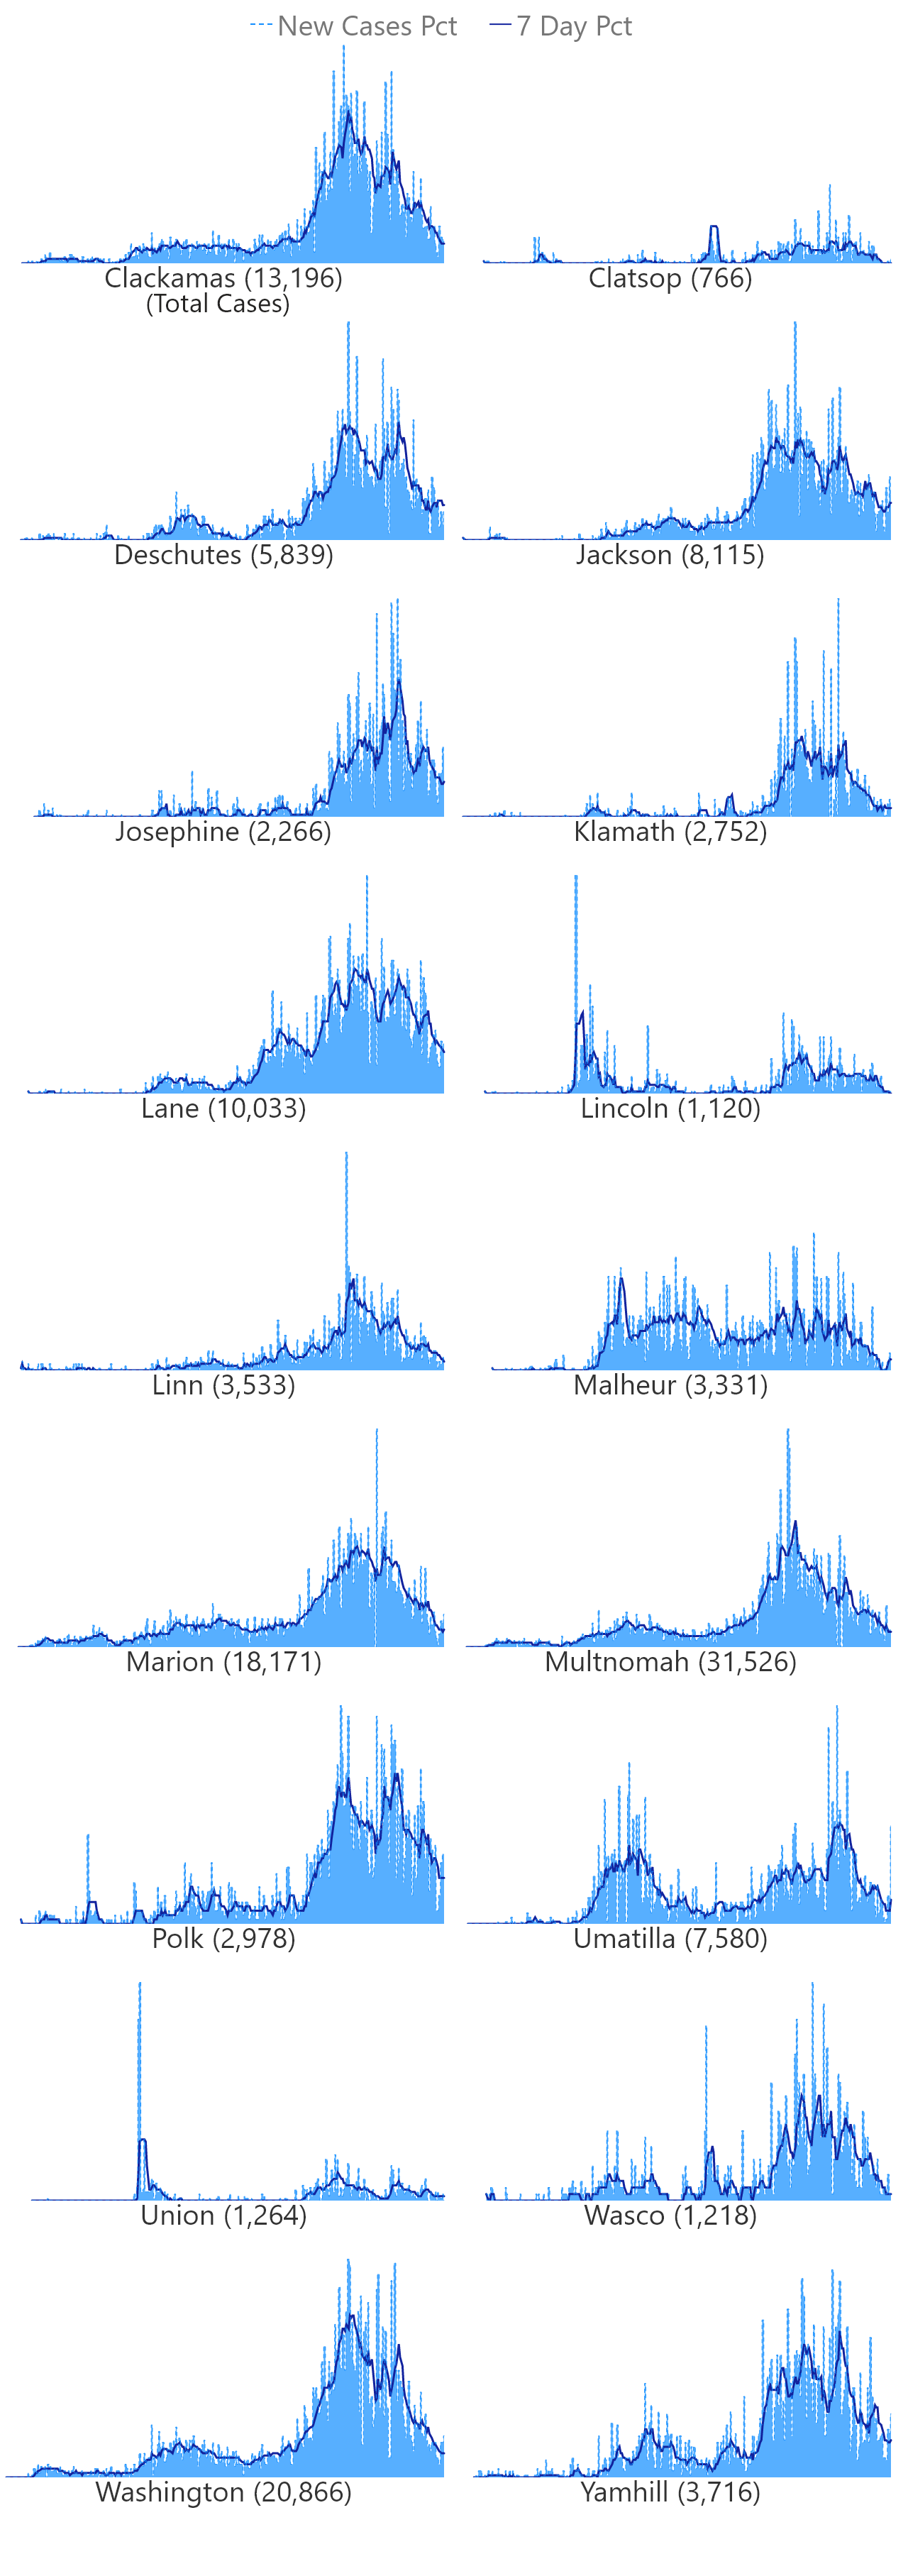 New Cases Pct 7 Day Pct
Clackamas (13,196)
(Total Cases)
Clatsop (766)
Deschutes (5,839)
Jackson (8,115)
Josephine (2,266)
Klamath (2,752)
Lane (10,033)
Lincoln (1,120)
Linn (3,533)
Malheur (3,331)
Marion (18,171)
Multnomah (31,526)
Polk (2,978)
Umatilla (7,580)
Union (1,264)
Wasco (1,218)
Washington (20,866)
Yamhill (3,716)